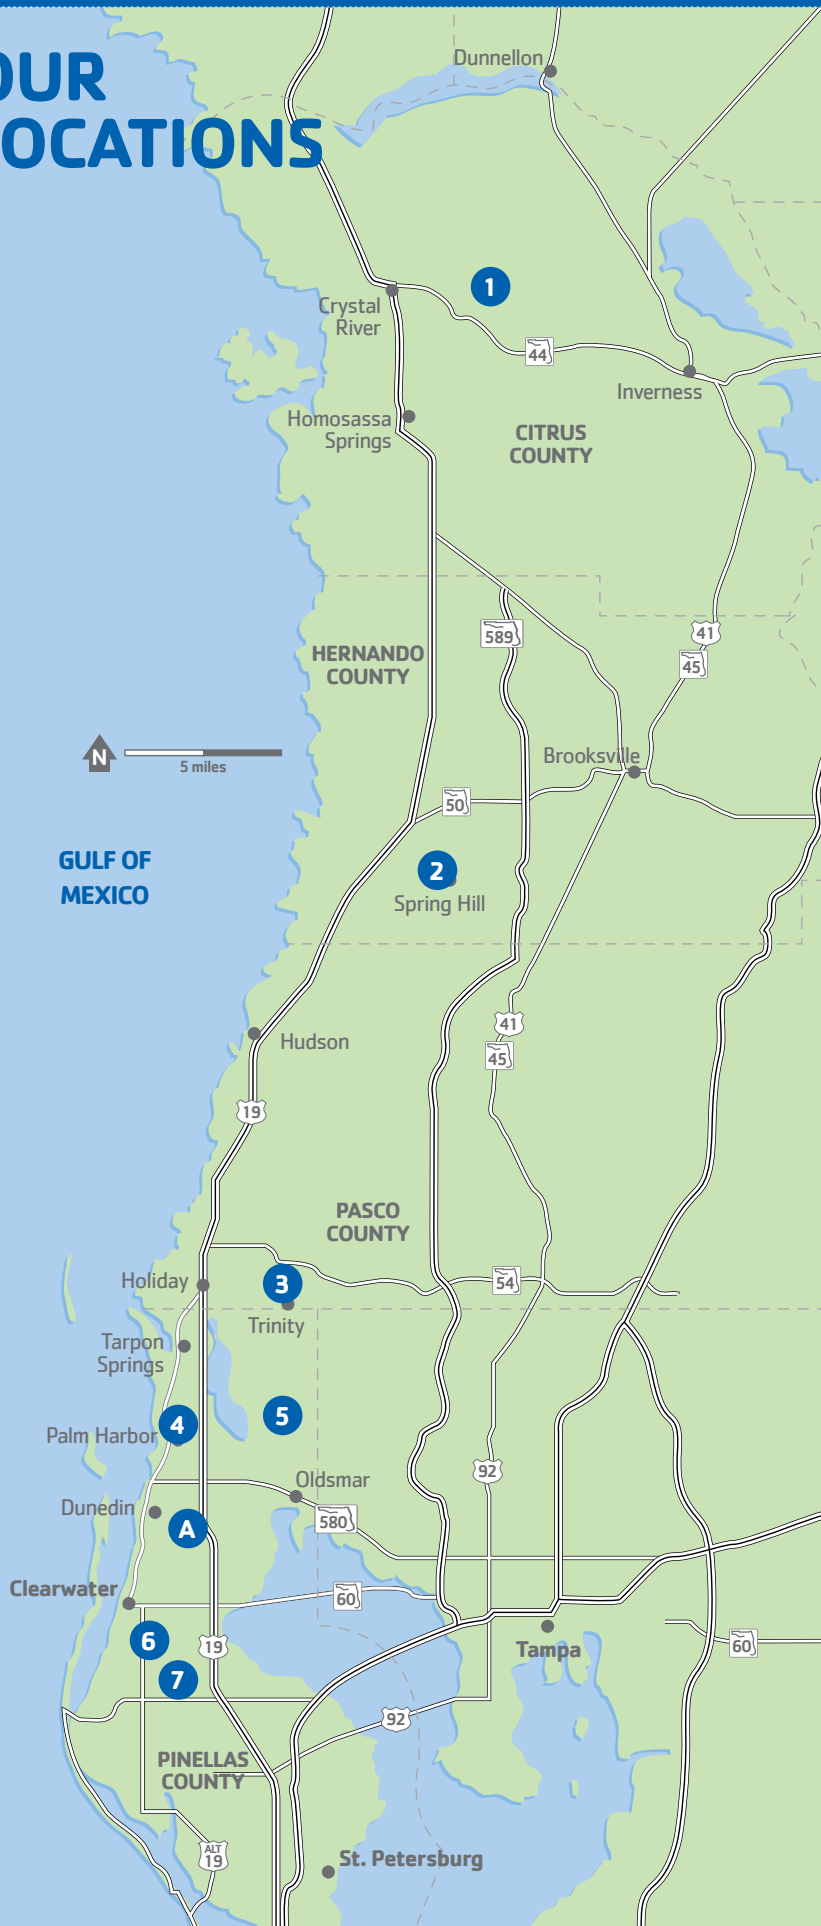 OUR
OCATIONS
Dunnellon
1
Crystal
River
44
Inverness
Homosassa
Springs
CITRUS
COUNTY
589
41
HERNANDO
COUNTY
45
N
5 miles
Brooksville
50
GULF OF
MEXICO
2
Spring Hill
41
Hudson
45
19
PASCO
COUNTY
Holiday
3
54
Trinity
Tarpon
Springs
5
4
Palm Harbor
92
Oldsmar
Dunedin
580
A
Clearwater
60
6
19
Tampa
60
7
92
PINELLAS
COUNTY
ALT
19
St. Petersburg